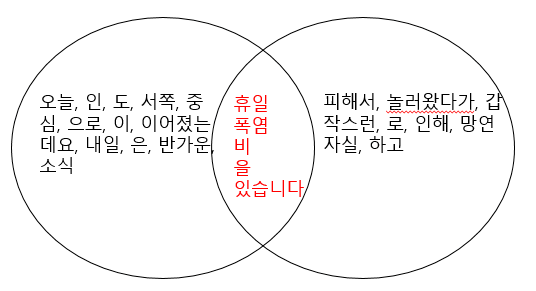 오늘, 인, 도, 서쪽, 중
심, 으로, 이, 이어졌는
데요, 내일, 은, 반가운,
소식
휴일
폭염
비
을
있습니다
피해서, 놀러왔다가, 갑
작스런, 로, 인해, 망연
자실, 하고